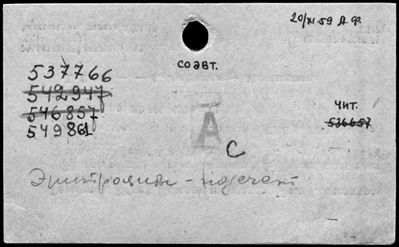 20/XI 59 А.Ф.
соавт.
537766
542947
546857
549861
чит.
536657
А
С